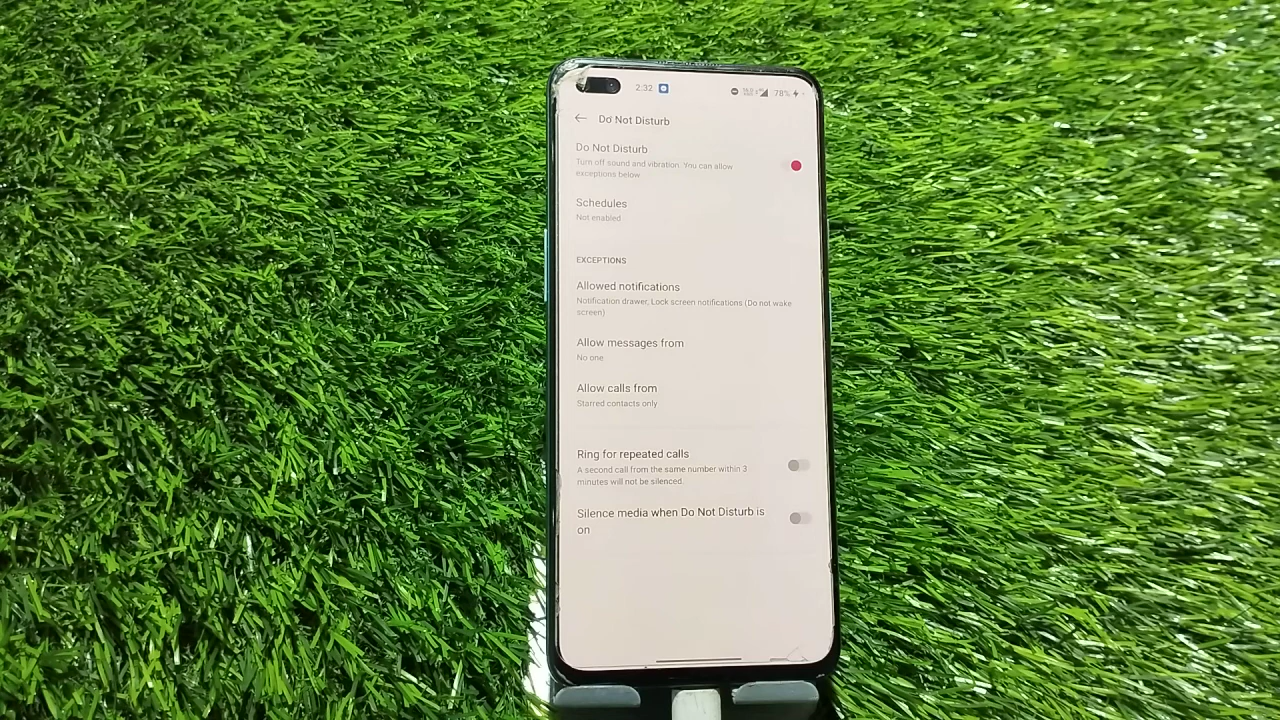 2:32
78%
Do Not Disturb
Do Not Disturb
Turn off sound and vibration. You can allow
exceptions below
Schedules
Not enabled
EXCEPTIONS
Allowed notifications
Notification drawer, Lock screen notifications (Do not wake
screen)
Allow messages from
No one
Allow calls from
Starred contacts only
Ring for repeated calls
A second call from the same number within 3
minutes will not be silenced.
Silence media when Do Not Disturb is
on